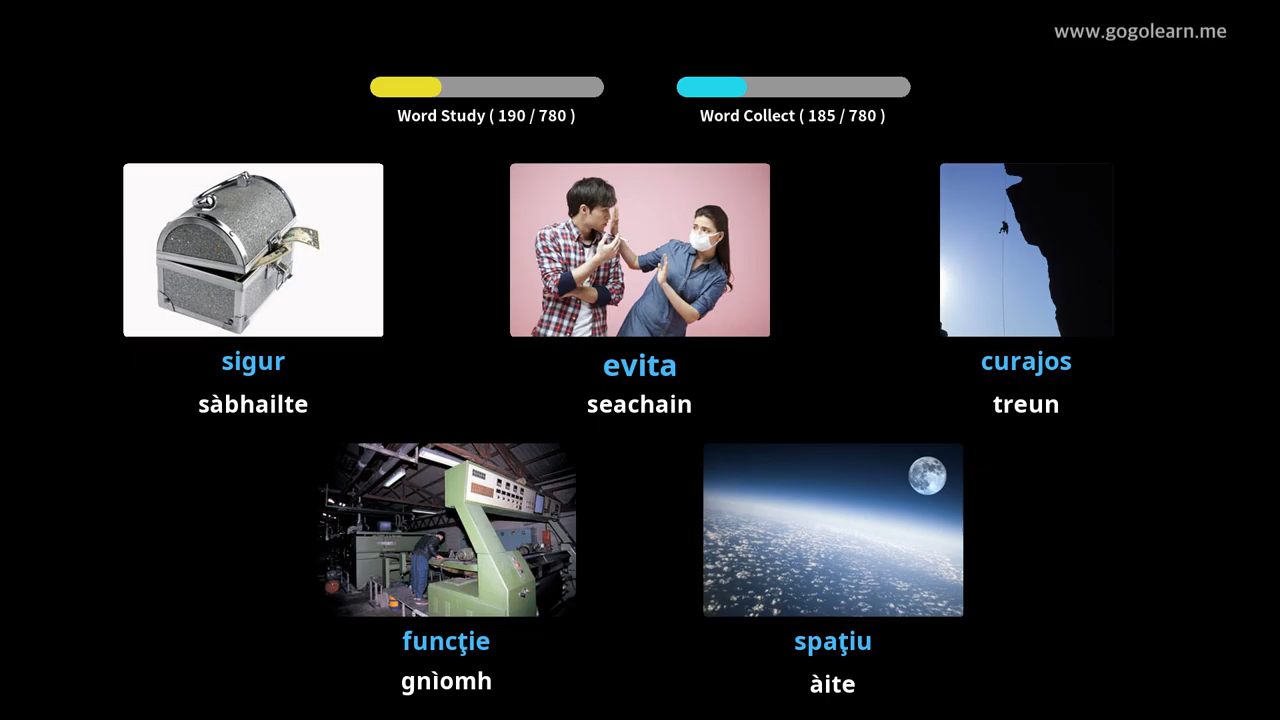 www.gogolearn.me
Word Study ( 190 / 780 )
Word Collect ( 185 / 780 )
sigur
sàbhailte
evita
seachain
curajos
treun
funcţie
gnìomh
spaţiu
àite